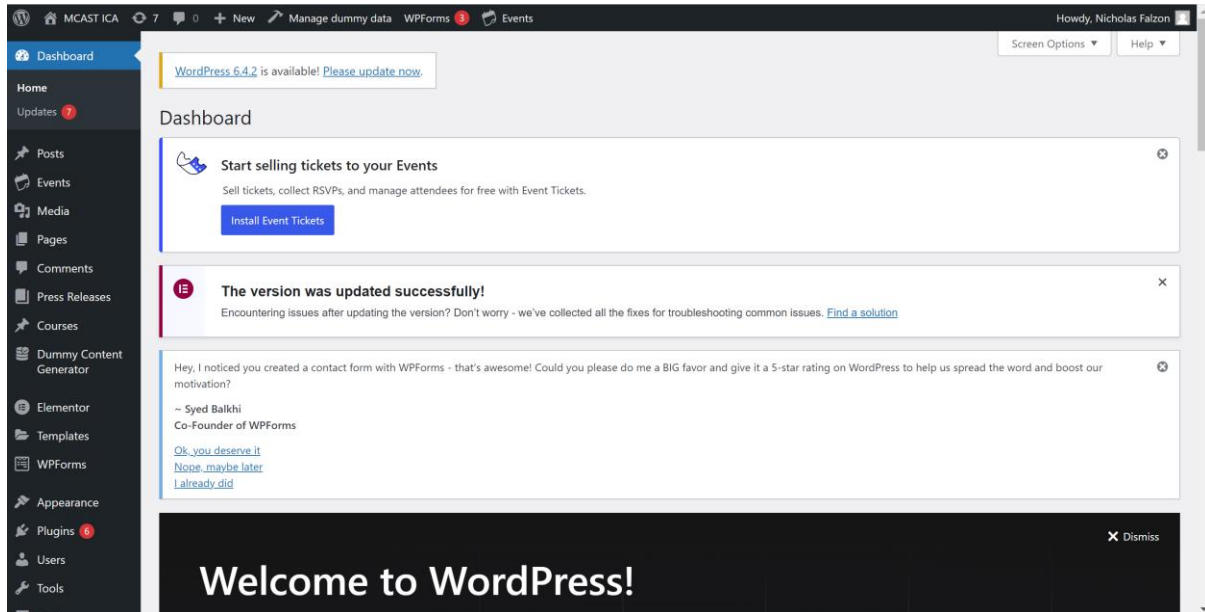 MCAST ICA 7 0 New Manage dummy data WPForms 3 Events Howdy, Nicholas Falzon
Screen Options Help
Dashboard
Home
Updates 7
Posts
Events
Media
Pages
Comments
Press Releases
Courses
Dummy Content
Generator
Elementor
Templates
WPForms
Appearance
Plugins 6
Users
Tools
WordPress 6.4.2 is available! Please update now.
Dashboard
Start selling tickets to your Events
Sell tickets, collect RSVPs, and manage attendees for free with Event Tickets.
Install Event Tickets
The version was updated successfully!
Encountering issues after updating the version? Don't worry - we've collected all the fixes for troubleshooting common issues. Find a solution
Hey, I noticed you created a contact form with WPForms - that's awesome! Could you please do me a BIG favor and give it a 5-star rating on WordPress to help us spread the word and boost our
motivation?
~ Syed Balkhi
Co-Founder of WPForms
Ok, you deserve it
Nope, maybe later
I already did
Dismiss
Welcome to WordPress!